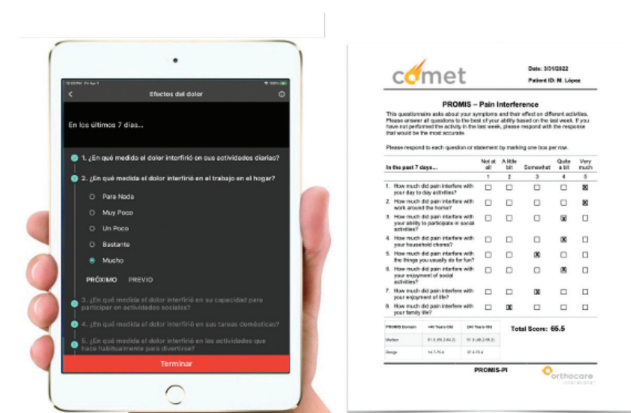 Efectos del dolor
En los últimos 7 días...
1. ¿En qué medida el dolor interfirió en sus actividades diarias?
2. ¿En qué medida el dolor interfirió en el trabajo en el hogar?
Para Nada
Muy Poco
Un Poco
Bastante
Mucho
PRÓXIMO PREVIO
3. ¿En qué medida el dolor interfirió en su capacidad para
participar en actividades sociales?
4. ¿En qué medida el dolor interfirió en sus tareas domésticas?
5. ¿En qué medida el dolor interfirió en las actividades que
hace habitualmente para divertirse?
Terminar
comet
Date: 3/01/2022
Patient ID: M. López
PROMIS – Pain Interference
This questionnaire asks about your symptoms and their effect on different activities.
Please answer all questions to the best of your ability based on the last week. If you
have not performed the activity in the last week, please respond with the response
that would be the most accurate.
Please respond to each question or statement by marking one box per row.
In the past 7 days...
Not at all
A little bit
Somewhat
Quite a bit
Very much
1 2 3 4 5
1. How much did pain interfere with
your day to day activities?
2. How much did pain interfere with
work around the home?
3. How much did pain interfere with
your ability to participate in social
activities?
4. How much did pain interfere with
your household chores?
5. How much did pain interfere with
the things you usually do for fun?
6. How much did pain interfere with
your enjoyment of social
activities?
7. How much did pain interfere with
your enjoyment of life?
8. How much did pain interfere with
your family life?
PROMIS Domain
Total Score: 65.5
Median
Range
PROMIS-PI
orthocare